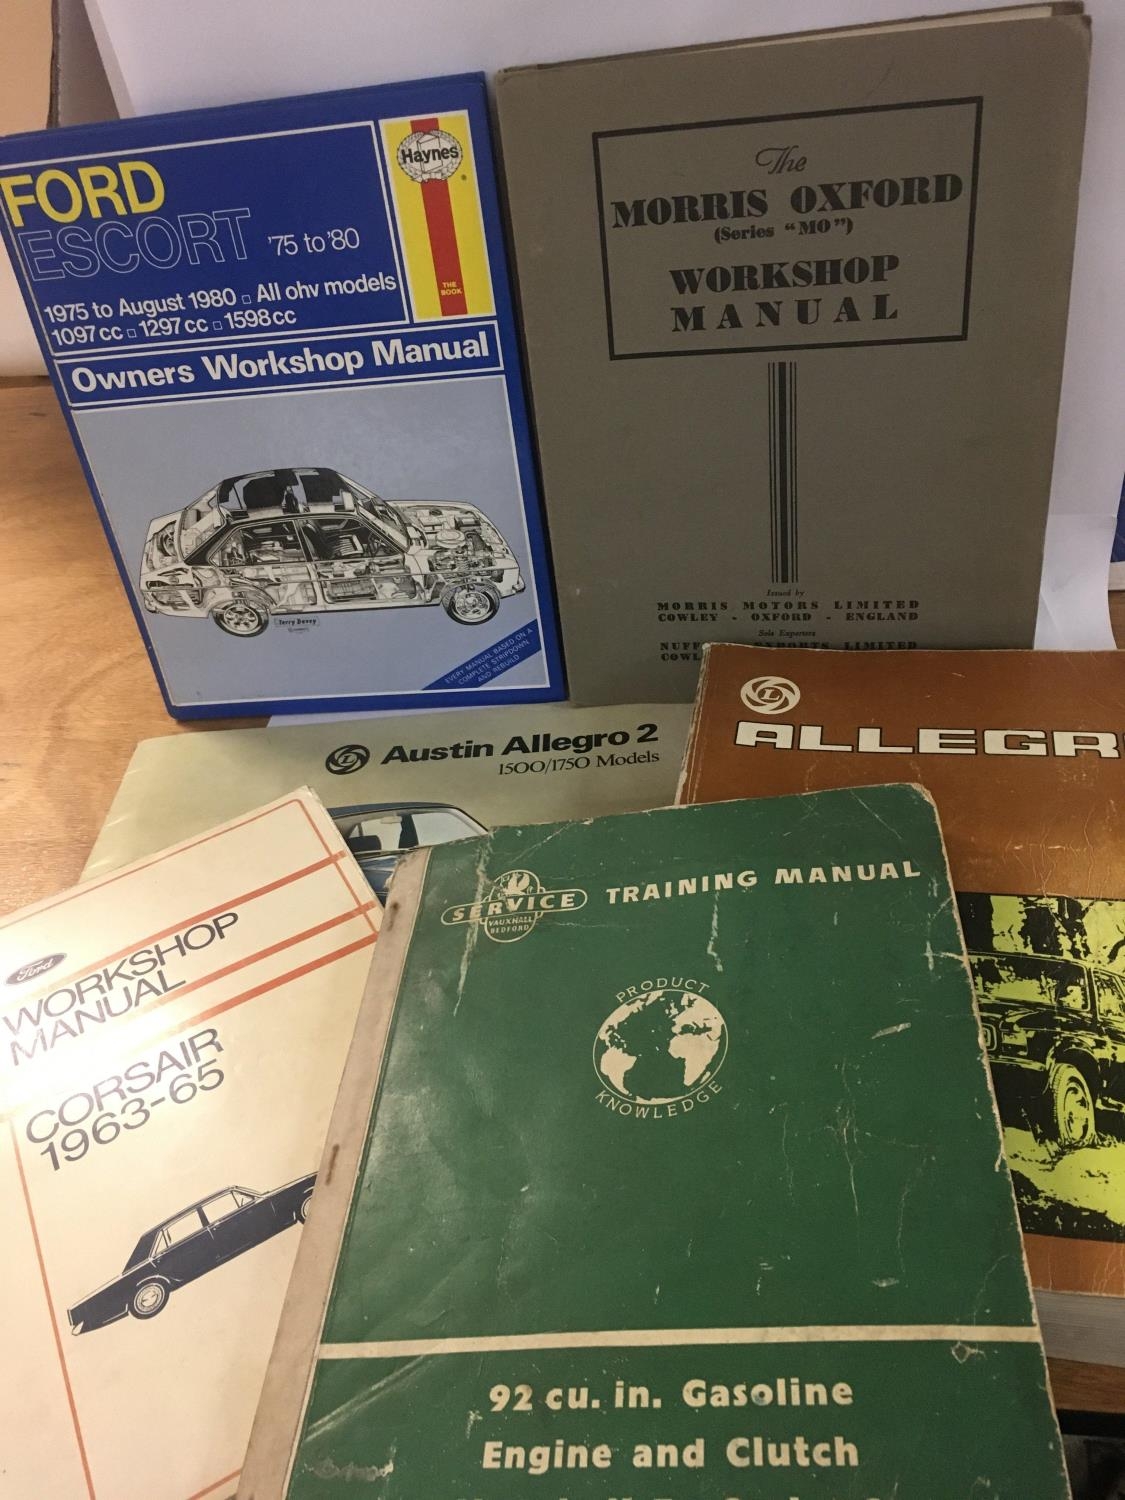 FORD
ESCORT '75 to '80
1975 to August 1980 All ohv models
1097 cc 1297 cc 1598 cc
Owners Workshop Manual
Haynes
THE
BOOK
Terry Davey
EVERY MANUAL BASED ON A
COMPLETE STRIPDOWN
AND REBUILD
The
MORRIS OXFORD
(Series “MO”)
WORKSHOP
MANUAL
Issued by
MORRIS MOTORS LIMITED
COWLEY - OXFORD - ENGLAND
Sole Exporters
EXPORTS LIMITED
L
Austin Allegro 2
1500/1750 Models
L
ALLEGR
Ford
WORKSHOP
MANUAL
CORSAIR
1963-65
SERVICE
VAUXHALL
BEDFORD
TRAINING MANUAL
PRODUCT
KNOWLEDGE
92 cu. in. Gasoline
Engine and Clutch